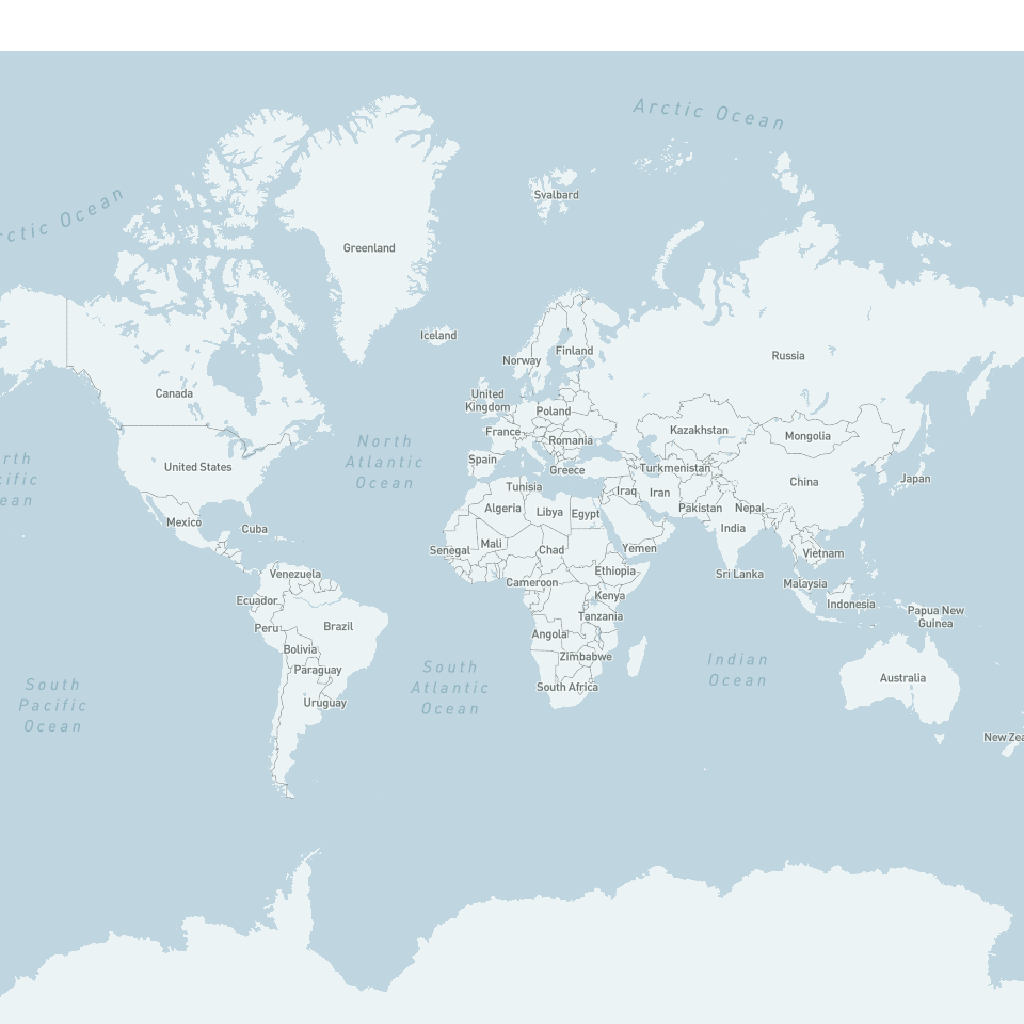 Arctic Ocean
ctic Ocean
Svalbard
Greenland
Iceland
Norway
Finland
Russia
Canada
United
Kingdom
Poland
France
Romania
Kazakhstan
Mongolia
North
Atlantic
Ocean
rth
cific
ean
United States
Spain
Greece
Turkmenistan
China
Japan
Tunisia
Iraq
Iran
Mexico
Cuba
Algeria
Libya
Egypt
Pakistan
Nepal
India
Senegal
Mali
Chad
Yemen
Vietnam
Venezuela
Cameroon
Ethiopia
Sri Lanka
Malaysia
Ecuador
Kenya
Indonesia
Papua New
Guinea
Peru
Brazil
Angola
Tanzania
Bolivia
Zimbabwe
Paraguay
South
Atlantic
Ocean
Indian
Ocean
Australia
South
Pacific
Ocean
Uruguay
South Africa
New Zea